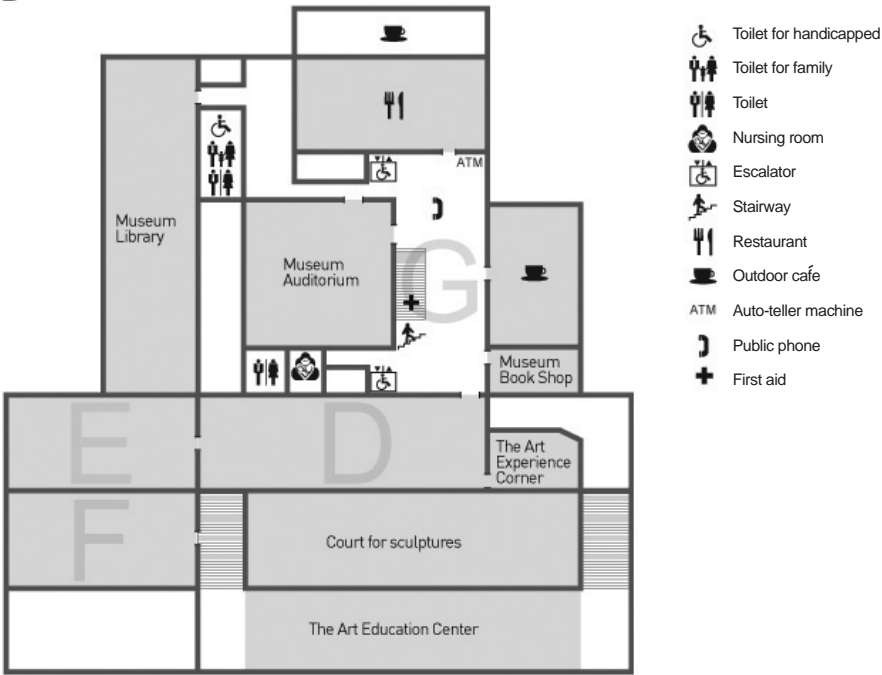 ATM
Museum
Library
Museum
Auditorium
G
Museum
Book Shop
E
D
The Art
Experience
Corner
F
Court for sculptures
The Art Education Center
Toilet for handicapped
Toilet for family
Toilet
Nursing room
Escalator
Stairway
Restaurant
Outdoor café
ATM Auto-teller machine
Public phone
First aid